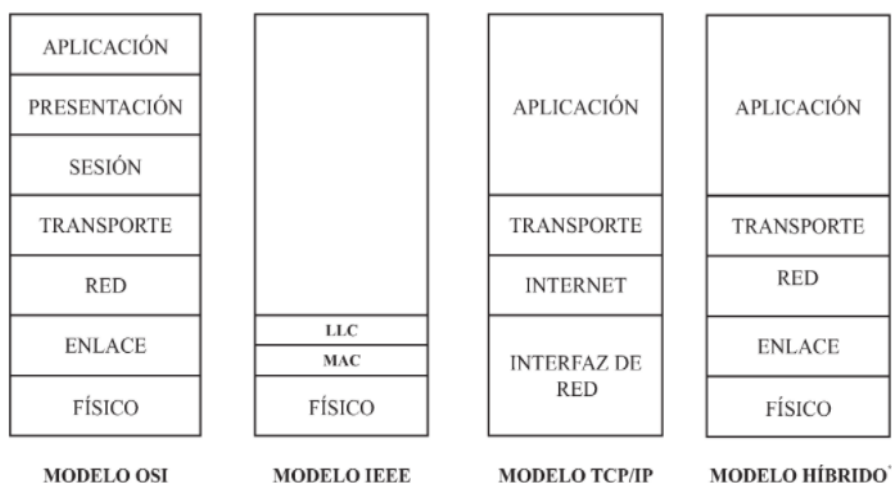 APLICACIÓN
PRESENTACIÓN
SESIÓN
TRANSPORTE
RED
ENLACE
FÍSICO
MODELO OSI
LLC
MAC
FÍSICO
MODELO IEEE
APLICACIÓN
TRANSPORTE
INTERNET
INTERFAZ DE
RED
MODELO TCP/IP
APLICACIÓN
TRANSPORTE
RED
ENLACE
FÍSICO
MODELO HÍBRIDO*